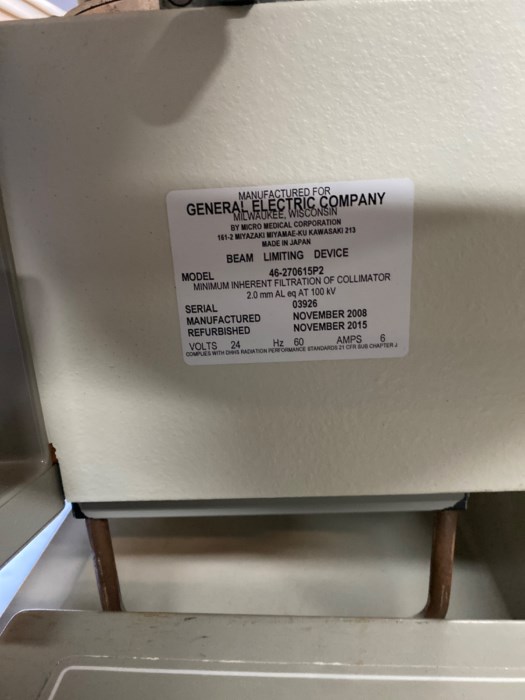 MANUFACTURED FOR
GENERAL ELECTRIC COMPANY
MILWAUKEE, WISCONSIN
BY MICRO MEDICAL CORPORATION
161-2 MIYAZAKI MIYAMAE-KU KAWASAKI 213
MADE IN JAPAN
BEAM LIMITING DEVICE
MODEL 46-270615P2
MINIMUM INHERENT FILTRATION OF COLLIMATOR
2.0 mm AL eq AT 100 kV
SERIAL 03926
MANUFACTURED NOVEMBER 2008
REFURBISHED NOVEMBER 2015
VOLTS 24 Hz 60 AMPS 6
COMPLIES WITH DHHS RADIATION PERFORMANCE STANDARDS 21 CFR SUB CHAPTER J